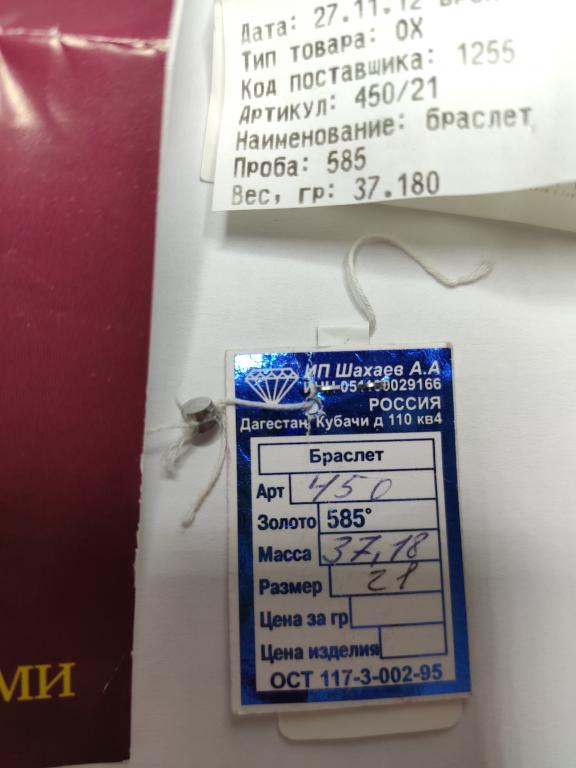 Дата: 27.11.12
Тип товара: ОХ
Код поставщика: 1255
Артикул: 450/21
Наименование: браслет
Проба: 585
Вес, гр: 37.180
ИП Шахаев А.А
ИНН 0029166
РОССИЯ
Дагестан, Кубачи д 110 кв4
Браслет
Арт 450
Золото 585°
Масса 37,18
Размер 21
Цена за гр
Цена изделия
ОСТ 117-3-002-95
МИ